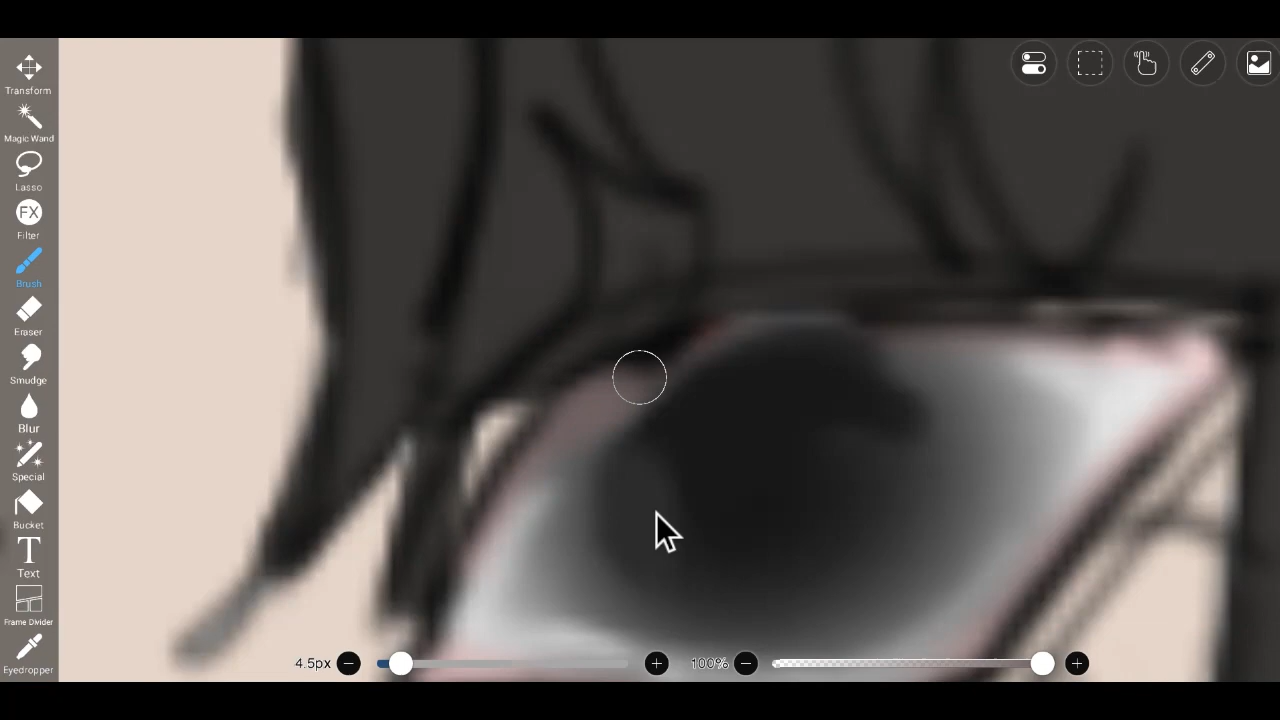 Transform
Magic Wand
Lasso
FX
Filter
Brush
Eraser
Smudge
Blur
Special
Bucket
T
Text
Frame Divider
Eyedropper
4.5px
100%